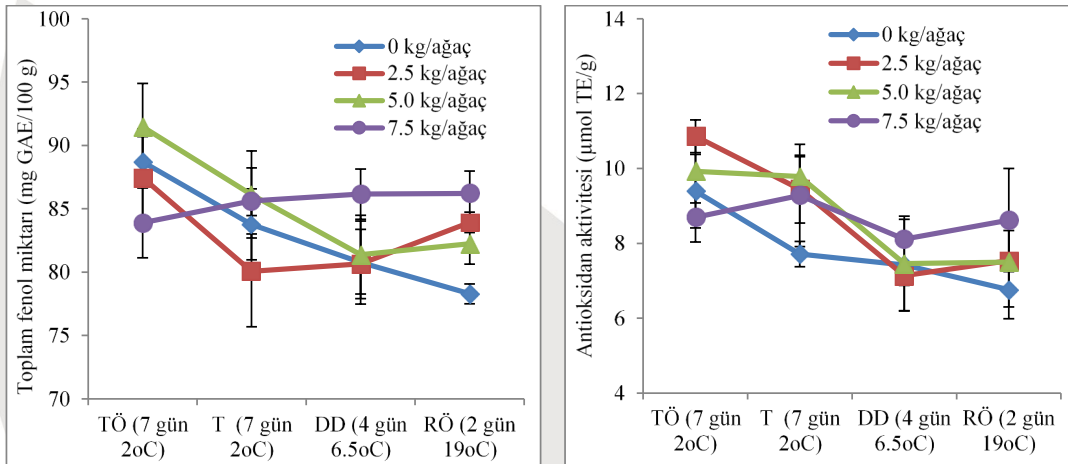 Toplam fenol miktarı (mg GAE/100 g)
100
95
90
85
80
75
70
0 kg/ağaç
2.5 kg/ağaç
5.0 kg/ağaç
7.5 kg/ağaç
TÖ (7 gün 2oC)
T (7 gün 2oC)
DD (4 gün 6.5oC)
RÖ (2 gün 19oC)
Antioksidan aktivitesi (µmol TE/g)
14
12
10
8
6
4
0 kg/ağaç
2.5 kg/ağaç
5.0 kg/ağaç
7.5 kg/ağaç
TÖ (7 gün 2oC)
T (7 gün 2oC)
DD (4 gün 6.5oC)
RÖ (2 gün 19oC)